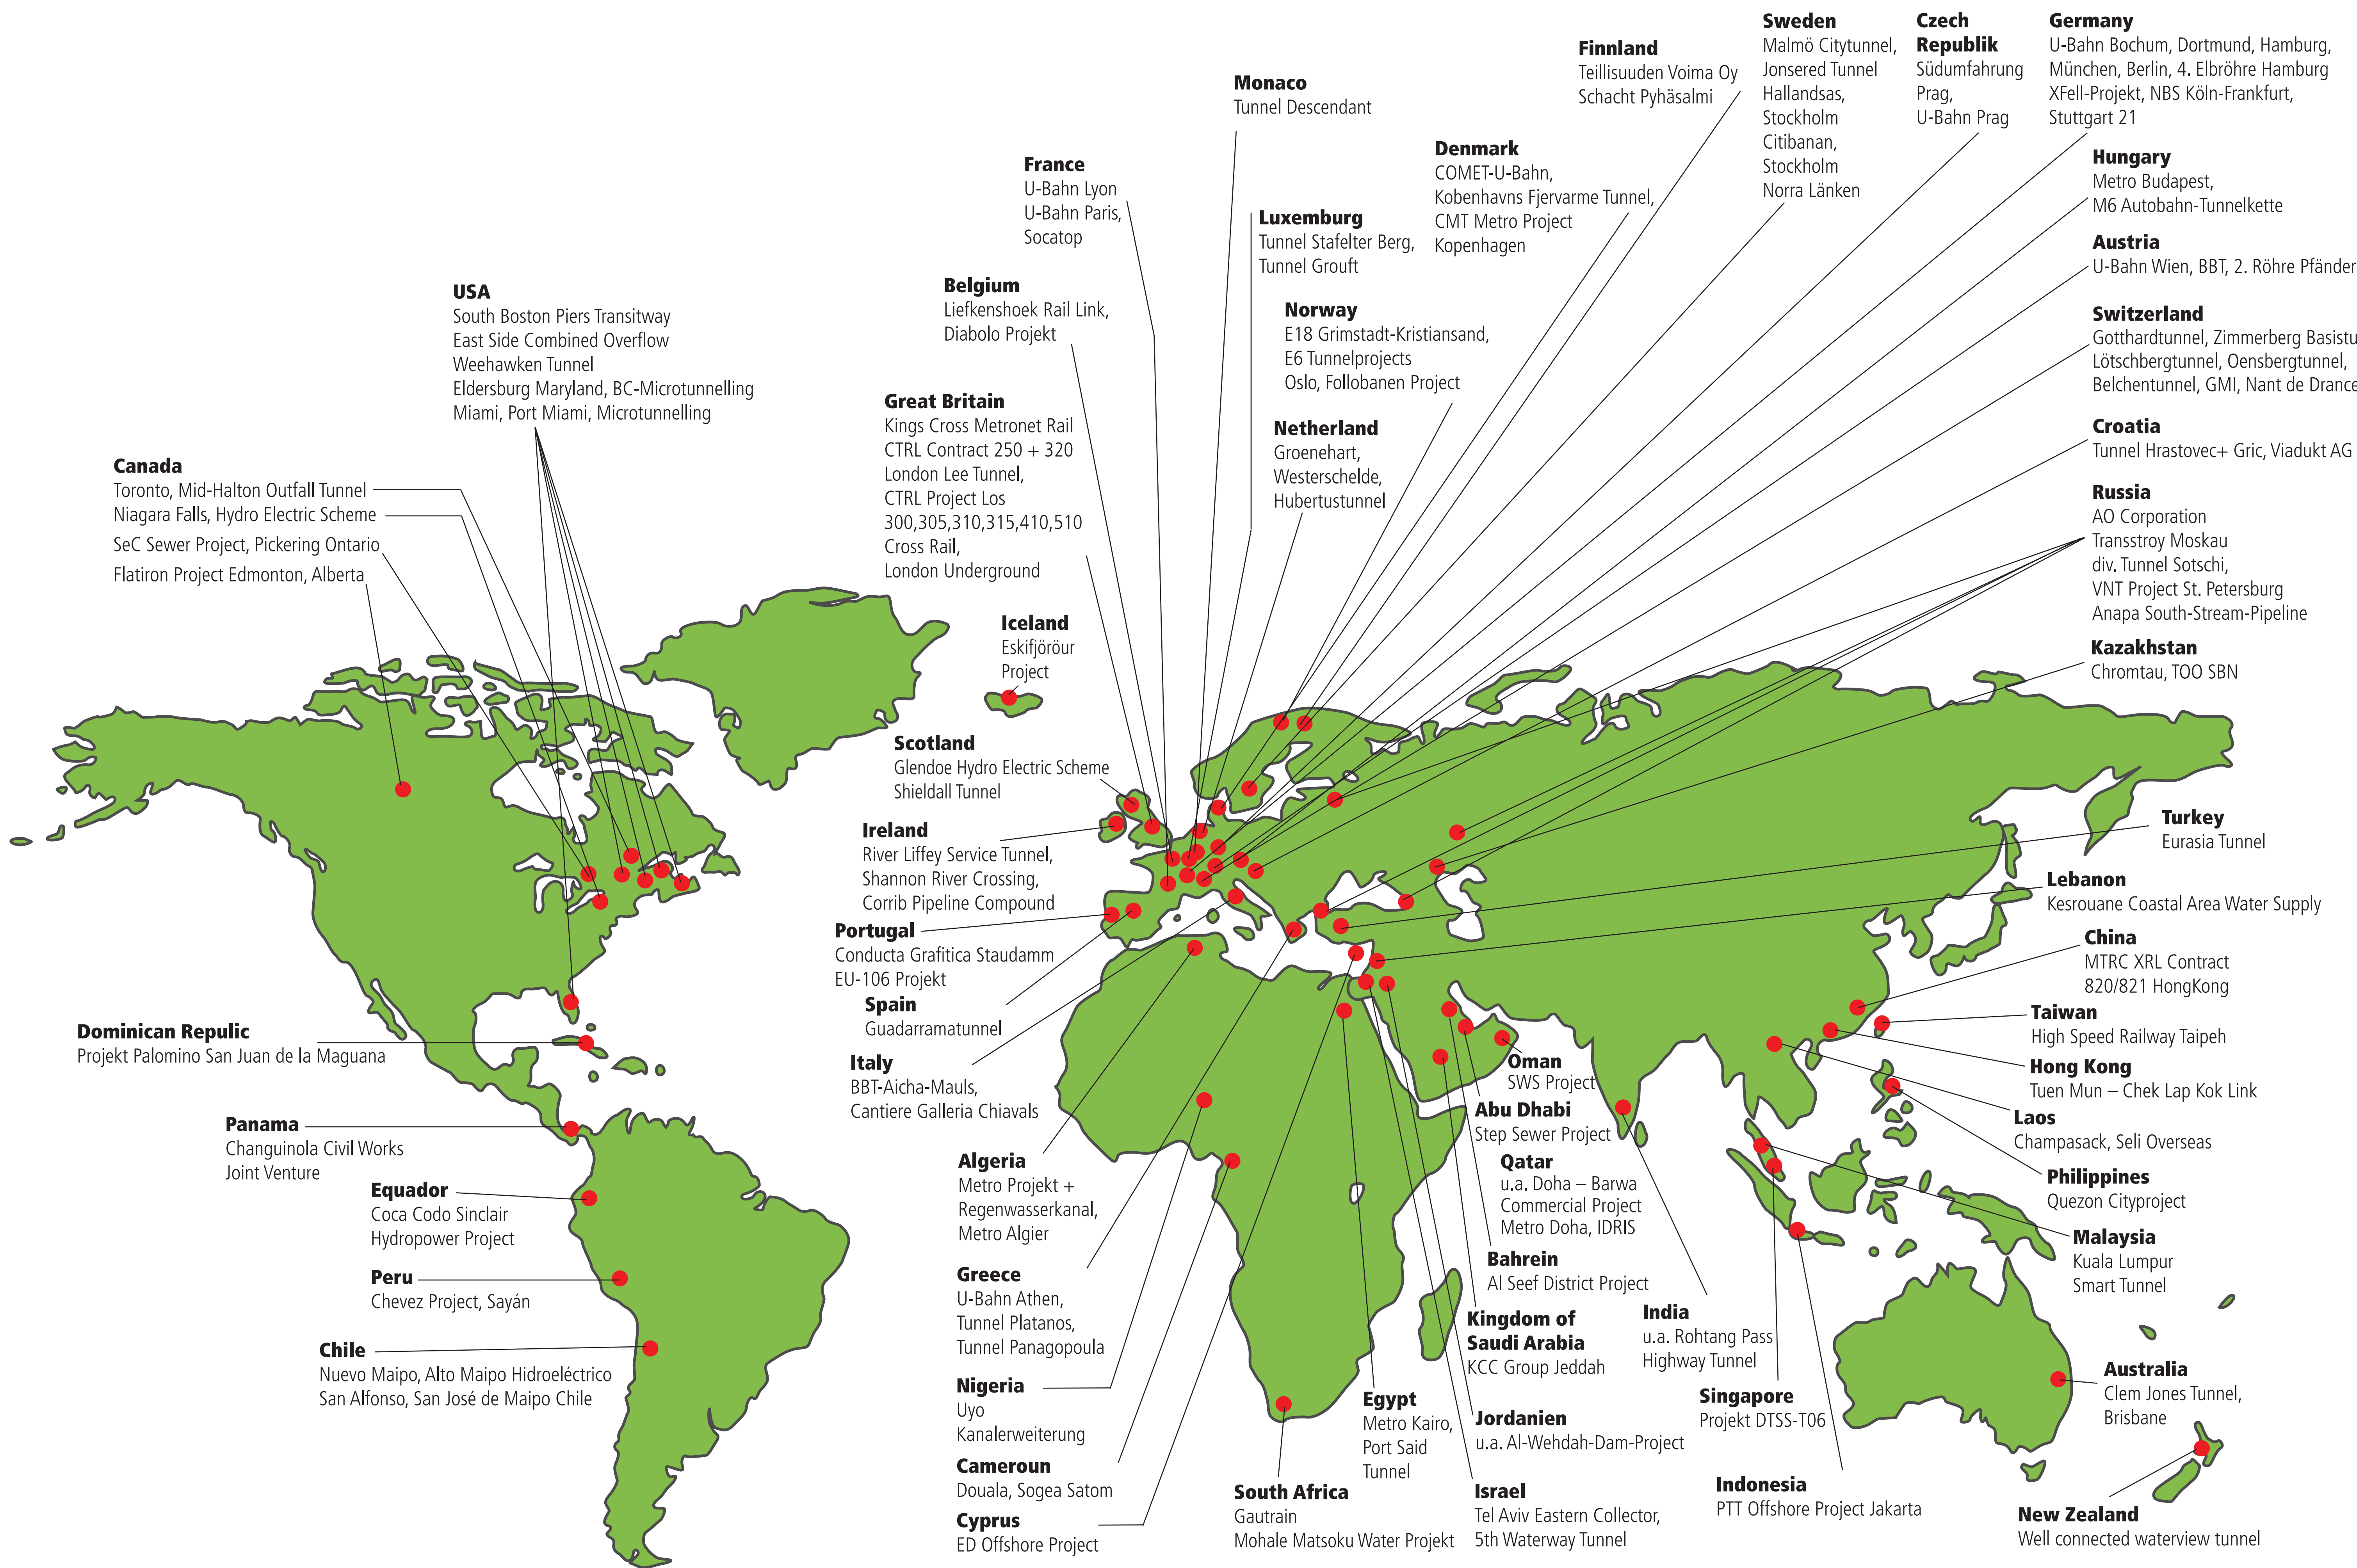 Canada
Toronto, Mid-Halton Outfall Tunnel
Niagara Falls, Hydro Electric Scheme
SeC Sewer Project, Pickering Ontario
Flatiron Project Edmonton, Alberta
USA
South Boston Piers Transitway
East Side Combined Overflow
Weehawken Tunnel
Eldersburg Maryland, BC-Microtunnelling
Miami, Port Miami, Microtunnelling
Dominican Repulic
Projekt Palomino San Juan de la Maguana
Panama
Changuinola Civil Works
Joint Venture
Equador
Coca Codo Sinclair
Hydropower Project
Peru
Chevez Project, Sayán
Chile
Nuevo Maipo, Alto Maipo Hidroeléctrico
San Alfonso, San José de Maipo Chile
France
U-Bahn Lyon
U-Bahn Paris,
Socatop
Belgium
Liefkenshoek Rail Link,
Diabolo Projekt
Great Britain
Kings Cross Metronet Rail
CTRL Contract 250 + 320
London Lee Tunnel,
CTRL Project Los
300,305,310,315,410,510
Cross Rail,
London Underground
Iceland
Eskifjöröur
Project
Scotland
Glendoe Hydro Electric Scheme
Shieldall Tunnel
Ireland
River Liffey Service Tunnel,
Shannon River Crossing,
Corrib Pipeline Compound
Portugal
Conducta Grafitica Staudamm
EU-106 Projekt
Spain
Guadarramatunnel
Italy
BBT-Aicha-Mauls,
Cantiere Galleria Chiavals
Algeria
Metro Projekt +
Regenwasserkanal,
Metro Algier
Greece
U-Bahn Athen,
Tunnel Platanos,
Tunnel Panagopoula
Nigeria
Uyo
Kanalerweiterung
Cameroun
Douala, Sogea Satom
Cyprus
ED Offshore Project
Monaco
Tunnel Descendant
Luxemburg
Tunnel Stafelter Berg,
Tunnel Grouft
Norway
E18 Grimstadt-Kristiansand,
E6 Tunnelprojects
Oslo, Follobanen Project
Netherland
Groenehart,
Westerschelde,
Hubertustunnel
Denmark
COMET-U-Bahn,
Kobenhavns Fjervarme Tunnel,
CMT Metro Project
Kopenhagen
Finnland
Teillisuuden Voima Oy
Schacht Pyhäsalmi
Sweden
Malmö Citytunnel,
Jonsered Tunnel
Hallandsas,
Stockholm
Citibanan,
Stockholm
Norra Länken
Czech
Republik
Südumfahrung
Prag,
U-Bahn Prag
Germany
U-Bahn Bochum, Dortmund, Hamburg,
München, Berlin, 4. Elbröhre Hamburg
XFell-Projekt, NBS Köln-Frankfurt,
Stuttgart 21
Hungary
Metro Budapest,
M6 Autobahn-Tunnelkette
Austria
U-Bahn Wien, BBT, 2. Röhre Pfänder
Switzerland
Gotthardtunnel, Zimmerberg Basistu
Lötschbergtunnel, Oensbergtunnel,
Belchentunnel, GMI, Nant de Drance
Croatia
Tunnel Hrastovec+ Gric, Viadukt AG
Russia
AO Corporation
Transstroy Moskau
div. Tunnel Sotschi,
VNT Project St. Petersburg
Anapa South-Stream-Pipeline
Kazakhstan
Chromtau, TOO SBN
Turkey
Eurasia Tunnel
Lebanon
Kesrouane Coastal Area Water Supply
China
MTRC XRL Contract
820/821 HongKong
Taiwan
High Speed Railway Taipeh
Hong Kong
Tuen Mun – Chek Lap Kok Link
Laos
Champasack, Seli Overseas
Philippines
Quezon Cityproject
Malaysia
Kuala Lumpur
Smart Tunnel
Oman
SWS Project
Abu Dhabi
Step Sewer Project
Qatar
u.a. Doha – Barwa
Commercial Project
Metro Doha, IDRIS
Bahrein
Al Seef District Project
Kingdom of
Saudi Arabia
KCC Group Jeddah
India
u.a. Rohtang Pass
Highway Tunnel
Egypt
Metro Kairo,
Port Said
Tunnel
Jordanien
u.a. Al-Wehdah-Dam-Project
South Africa
Gautrain
Mohale Matsoku Water Projekt
Israel
Tel Aviv Eastern Collector,
5th Waterway Tunnel
Singapore
Projekt DTSS-T06
Indonesia
PTT Offshore Project Jakarta
Australia
Clem Jones Tunnel,
Brisbane
New Zealand
Well connected waterview tunnel